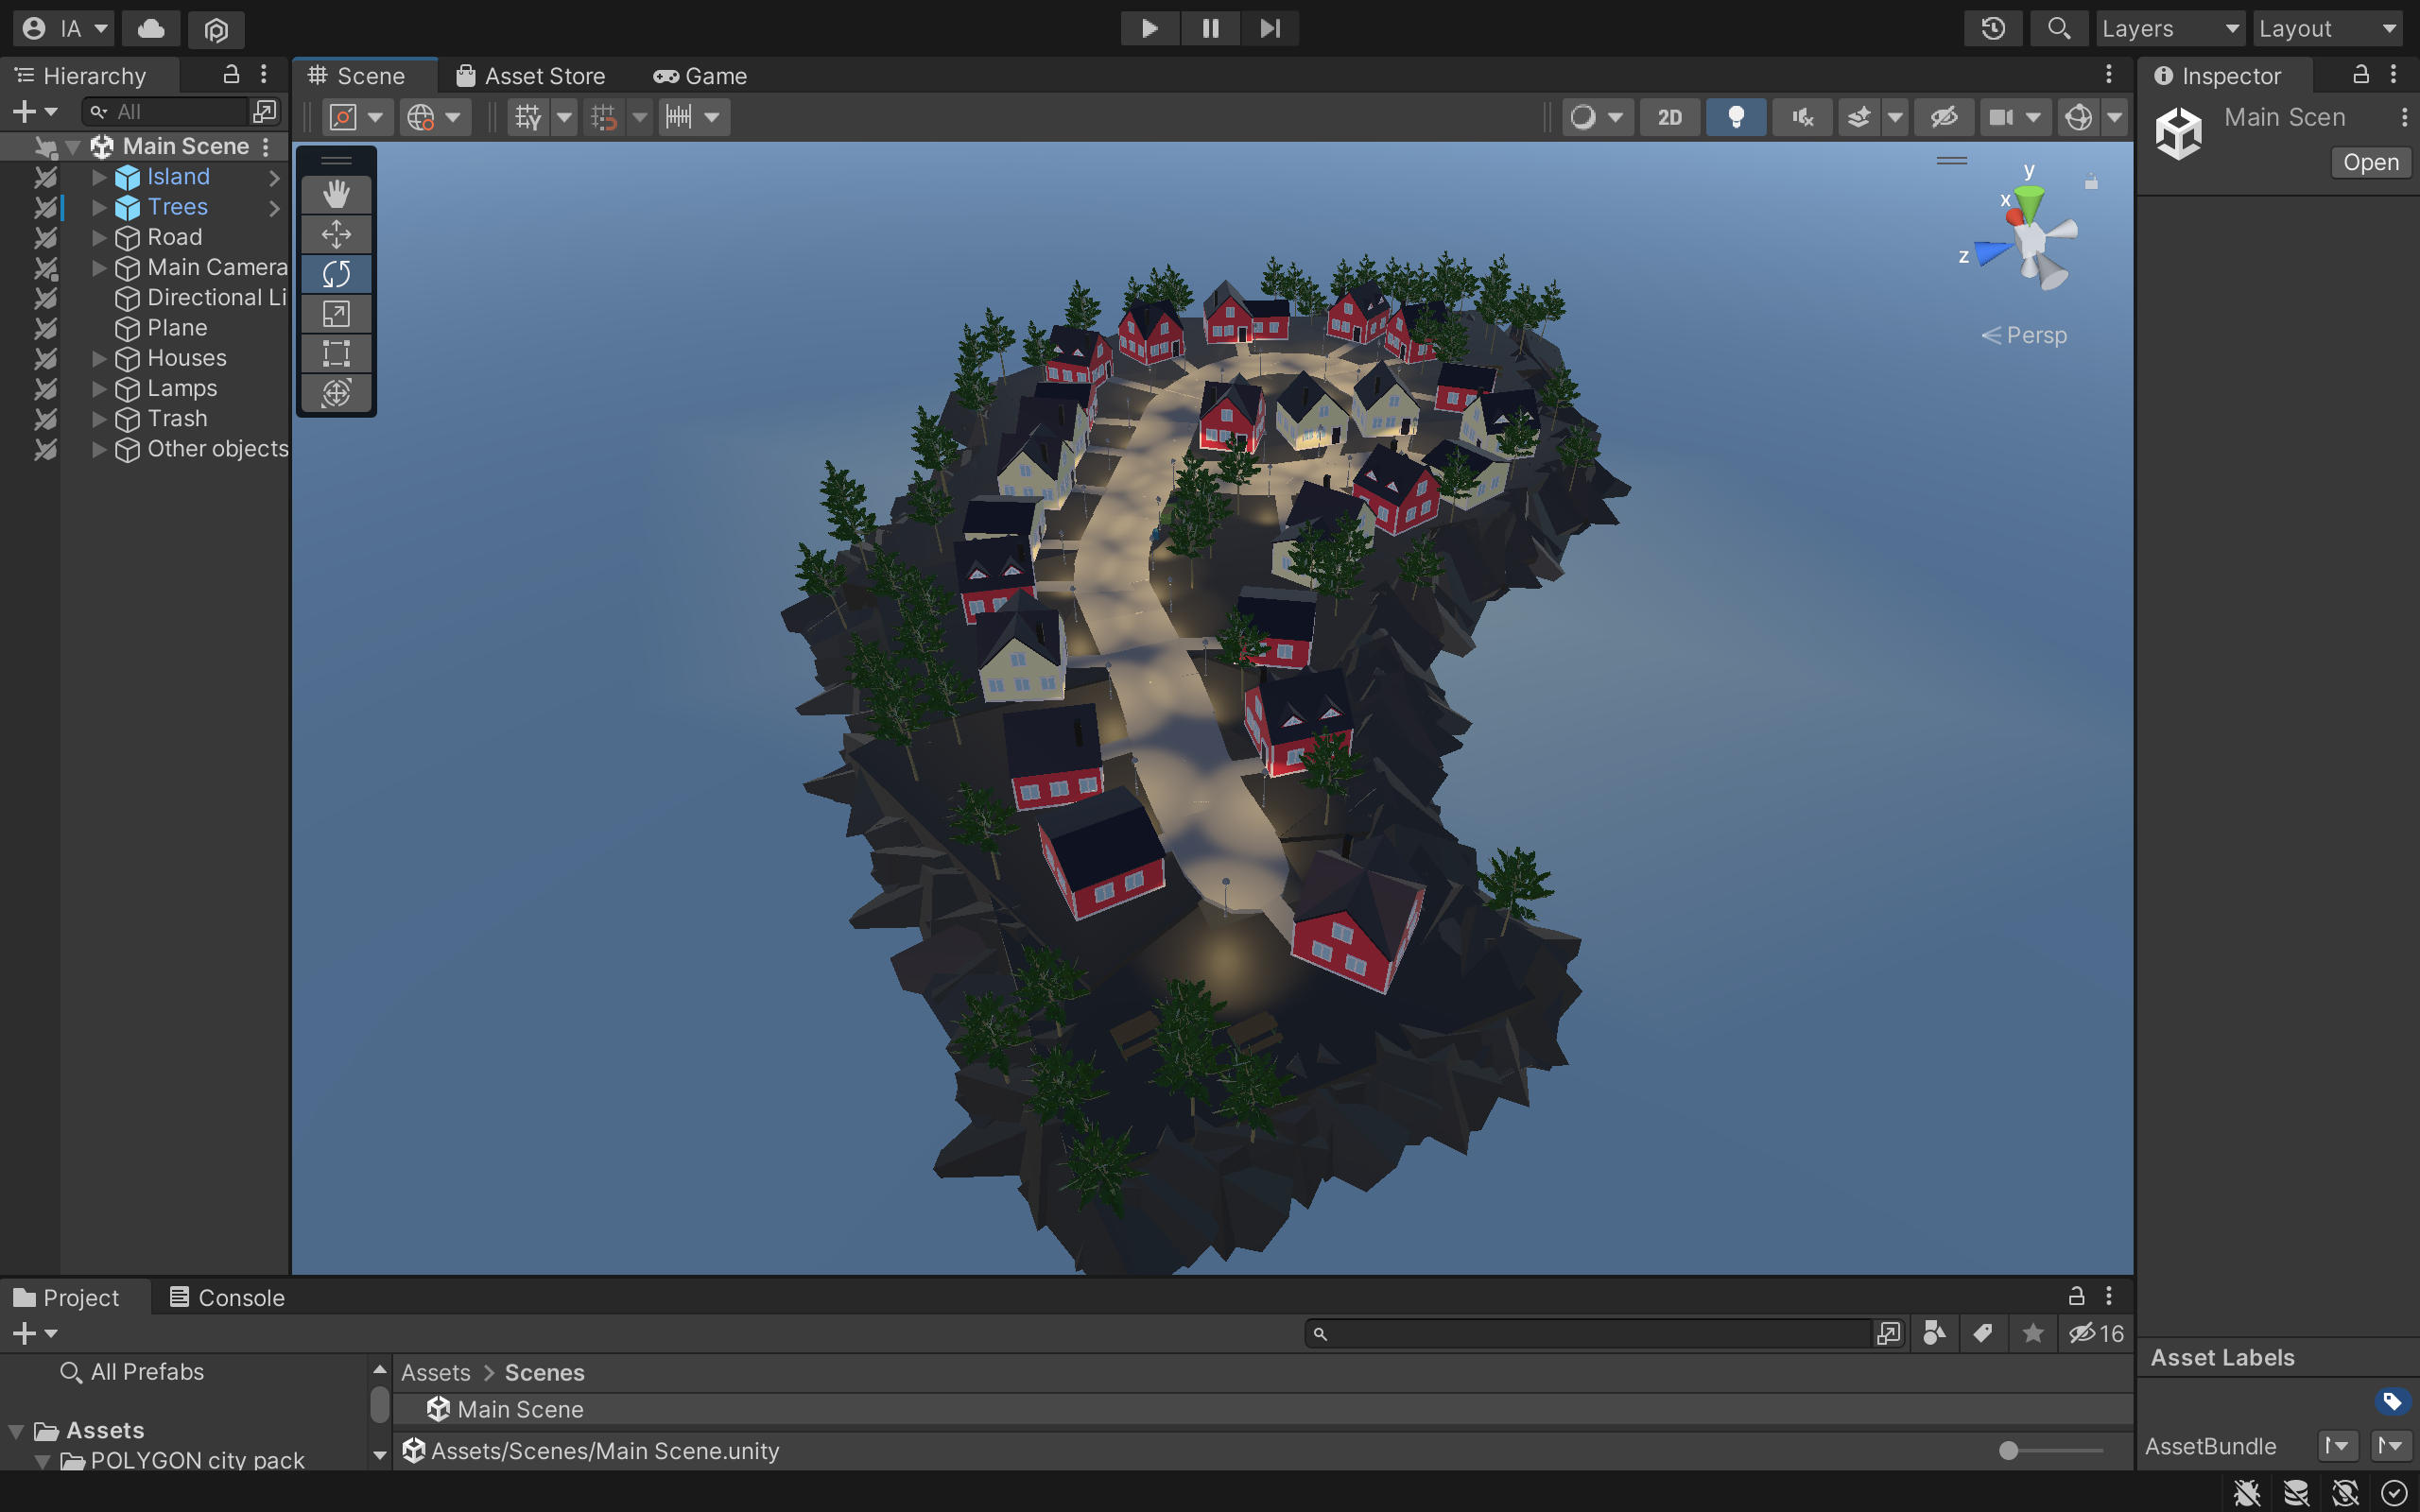 IA
Layers
Layout
Hierarchy
Scene
Asset Store
Game
Inspector
All
2D
Main Scen
Open
Main Scene
Island
Trees
Road
Main Camera
Directional Li
Plane
Houses
Lamps
Trash
Other objects
y
x
z
Persp
Project
Console
16
All Prefabs
Assets > Scenes
Main Scene
Assets
POLYGON city pack
Assets/Scenes/Main Scene.unity
Asset Labels
AssetBundle